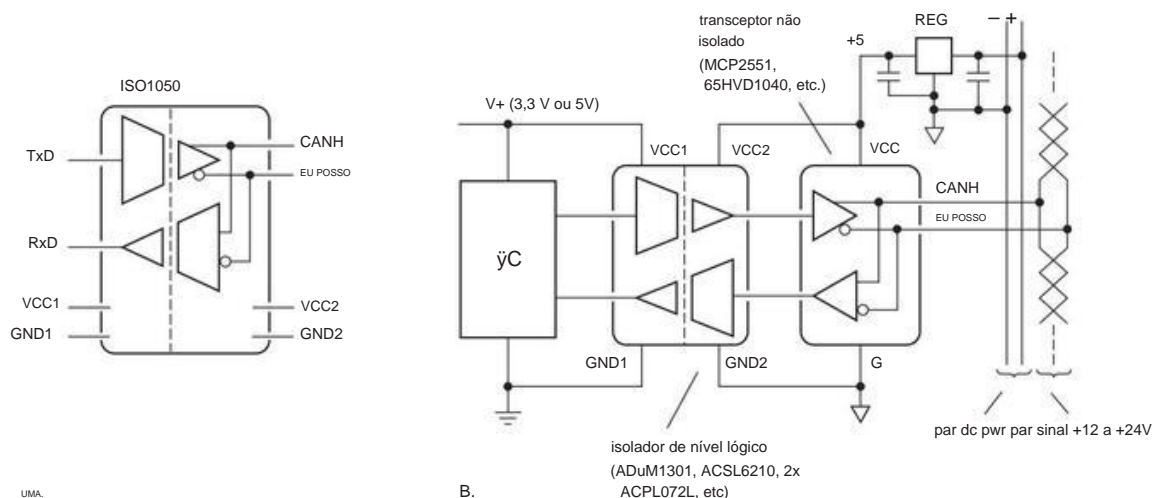 ISO1050
TxD
RxD
VCC1
GND1
CANH
EU POSSO
VCC2
GND2
UMA.
transceptor não
isolado
(MCP2551,
65HVD1040, etc.)
+5
REG
− +
V+ (3,3 V ou 5V)
VCC1
VCC2
VCC
CANH
EU POSSO
ÿC
GND1
GND2
G
par dc pwr par sinal +12 a +24V
isolador de nível lógico
(ADuM1301, ACSL6210, 2x
ACPL072L, etc)
B.